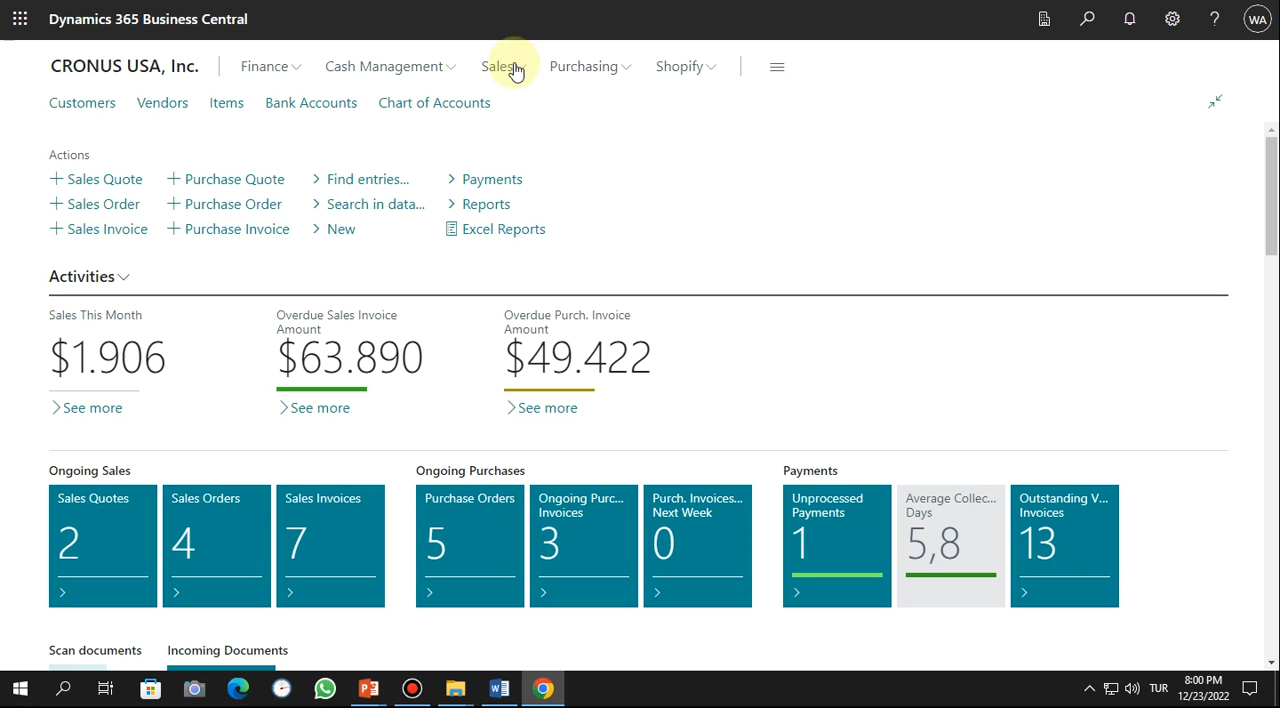 Dynamics 365 Business Central
WA
CRONUS USA, Inc.
Finance
Cash Management
Sales
Purchasing
Shopify
Customers
Vendors
Items
Bank Accounts
Chart of Accounts
Actions
+ Sales Quote
+ Purchase Quote
> Find entries...
> Payments
+ Sales Order
+ Purchase Order
> Search in data...
> Reports
+ Sales Invoice
+ Purchase Invoice
> New
Excel Reports
Activities
Sales This Month
$1.906
>See more
Overdue Sales Invoice
Amount
$63.890
>See more
Overdue Purch. Invoice
Amount
$49.422
>See more
Ongoing Sales
Sales Quotes
2
Sales Orders
4
Sales Invoices
7
Ongoing Purchases
Purchase Orders
5
Ongoing Purc...
Invoices
3
Purch. Invoices...
Next Week
0
Payments
Unprocessed
Payments
1
Average Collec...
Days
5,8
Outstanding V...
Invoices
13
Scan documents
Incoming Documents
TUR
8:00 PM
12/23/2022